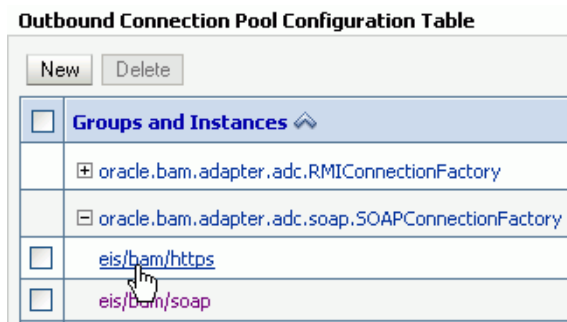 Outbound Connection Pool Configuration Table
New Delete
Groups and Instances
oracle.bam.adapter.adc.RMIConnectionFactory
oracle.bam.adapter.adc.soap.SOAPConnectionFactory
eis/bam/https
eis/bam/soap